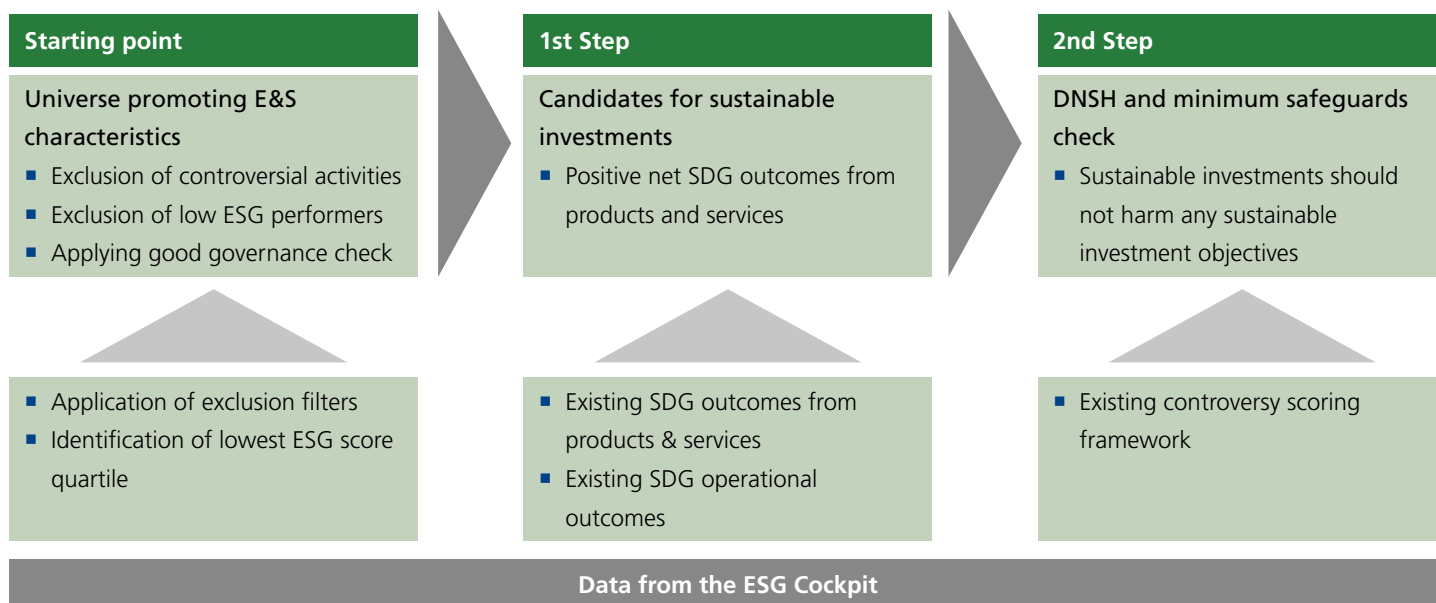 Starting point
Universe promoting E&S
characteristics
▪ Exclusion of controversial activities
▪ Exclusion of low ESG performers
▪ Applying good governance check
▪ Application of exclusion filters
▪ Identification of lowest ESG score
quartile
1st Step
Candidates for sustainable
investments
▪ Positive net SDG outcomes from
products and services
▪ Existing SDG outcomes from
products & services
▪ Existing SDG operational
outcomes
2nd Step
DNSH and minimum safeguards
check
▪ Sustainable investments should
not harm any sustainable
investment objectives
▪ Existing controversy scoring
framework
Data from the ESG Cockpit